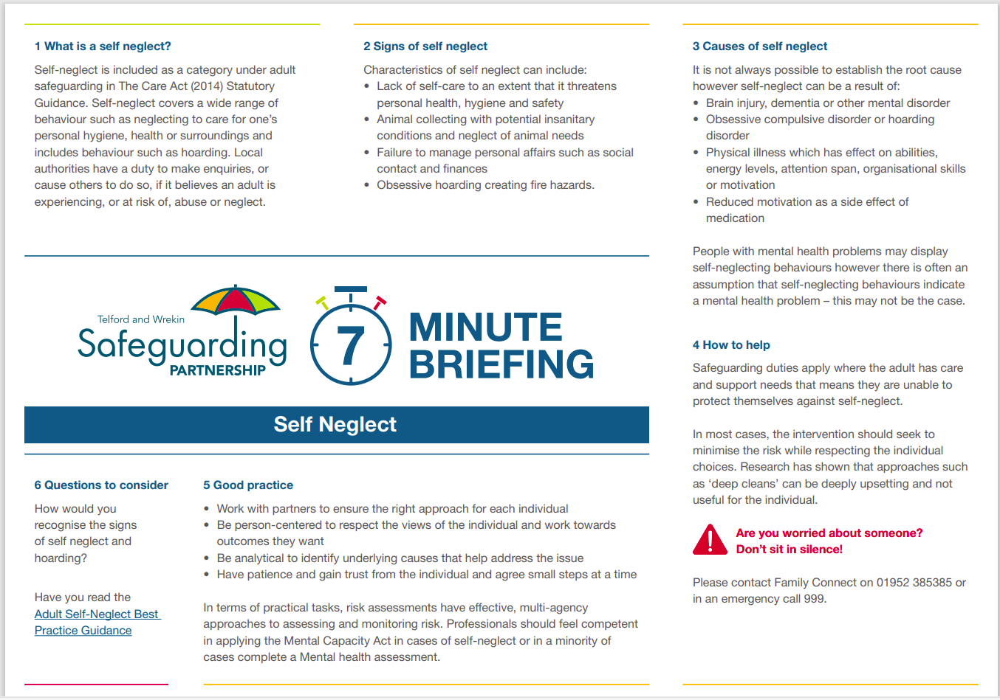 1 What is a self neglect?
Self-neglect is included as a category under adult
safeguarding in The Care Act (2014) Statutory
Guidance. Self-neglect covers a wide range of
behaviour such as neglecting to care for one’s
personal hygiene, health or surroundings and
includes behaviour such as hoarding. Local
authorities have a duty to make enquiries, or
cause others to do so, if it believes an adult is
experiencing, or at risk of, abuse or neglect.
2 Signs of self neglect
Characteristics of self neglect can include:
• Lack of self-care to an extent that it threatens
personal health, hygiene and safety
• Animal collecting with potential insanitary
conditions and neglect of animal needs
• Failure to manage personal affairs such as social
contact and finances
• Obsessive hoarding creating fire hazards.
3 Causes of self neglect
It is not always possible to establish the root cause
however self-neglect can be a result of:
• Brain injury, dementia or other mental disorder
• Obsessive compulsive disorder or hoarding
disorder
• Physical illness which has effect on abilities,
energy levels, attention span, organisational skills
or motivation
• Reduced motivation as a side effect of
medication
People with mental health problems may display
self-neglecting behaviours however there is often an
assumption that self-neglecting behaviours indicate
a mental health problem – this may not be the case.
4 How to help
Safeguarding duties apply where the adult has care
and support needs that means they are unable to
protect themselves against self-neglect.
In most cases, the intervention should seek to
minimise the risk while respecting the individual
choices. Research has shown that approaches such
as ‘deep cleans’ can be deeply upsetting and not
useful for the individual.
Are you worried about someone?
Don’t sit in silence!
Please contact Family Connect on 01952 385385 or
in an emergency call 999.
Telford and Wrekin
Safeguarding
PARTNERSHIP
7
MINUTE
BRIEFING
Self Neglect
5 Good practice
• Work with partners to ensure the right approach for each individual
• Be person-centered to respect the views of the individual and work towards
outcomes they want
• Be analytical to identify underlying causes that help address the issue
• Have patience and gain trust from the individual and agree small steps at a time
In terms of practical tasks, risk assessments have effective, multi-agency
approaches to assessing and monitoring risk. Professionals should feel competent
in applying the Mental Capacity Act in cases of self-neglect or in a minority of
cases complete a Mental health assessment.
6 Questions to consider
How would you
recognise the signs
of self neglect and
hoarding?
Have you read the
Adult Self-Neglect Best
Practice Guidance